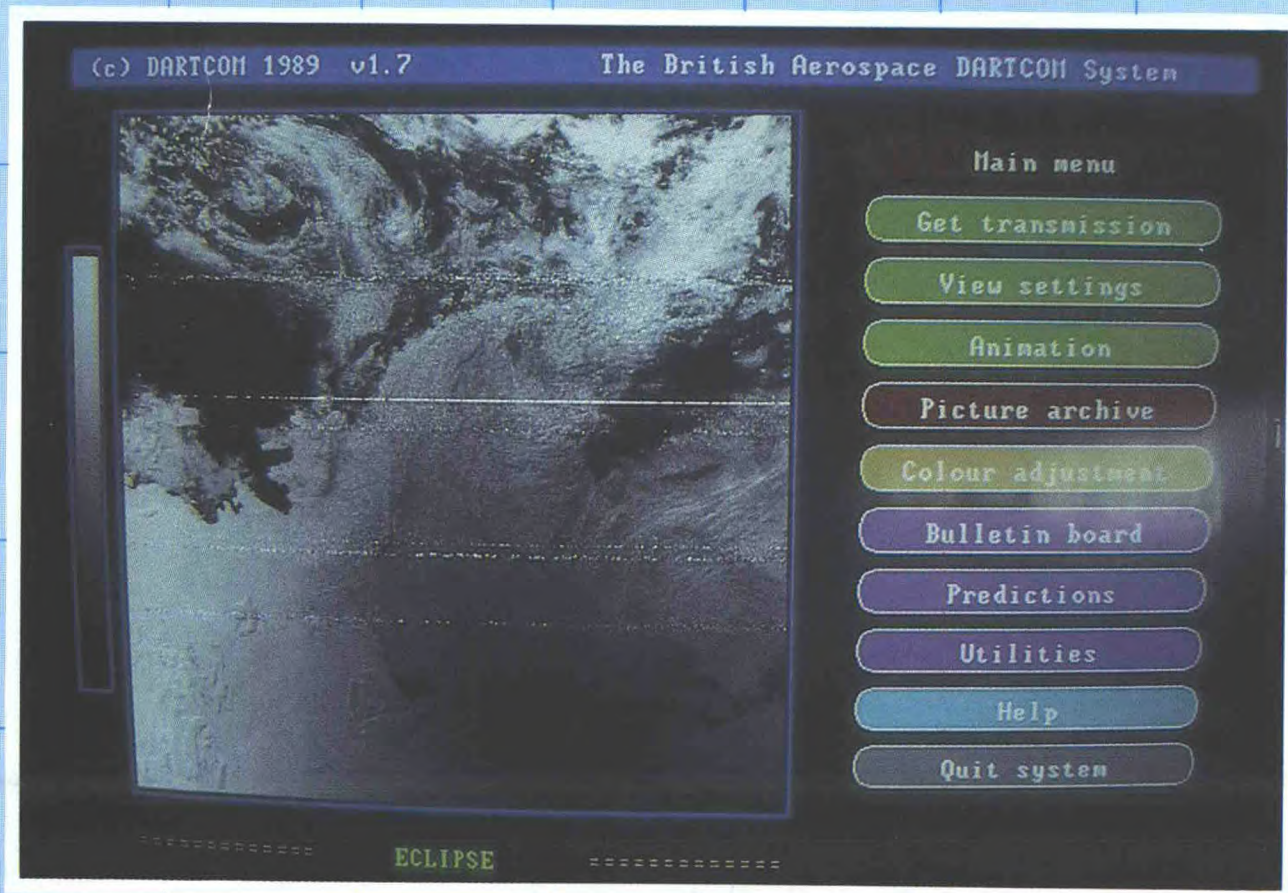 (c) DARTCOM 1989 v1.7 The British Aerospace DARTCOM System
Main menu
Get transmission
View settings
Animation
Picture archive
Colour adjustment
Bulletin board
Predictions
Utilities
Help
Quit system
ECLIPSE